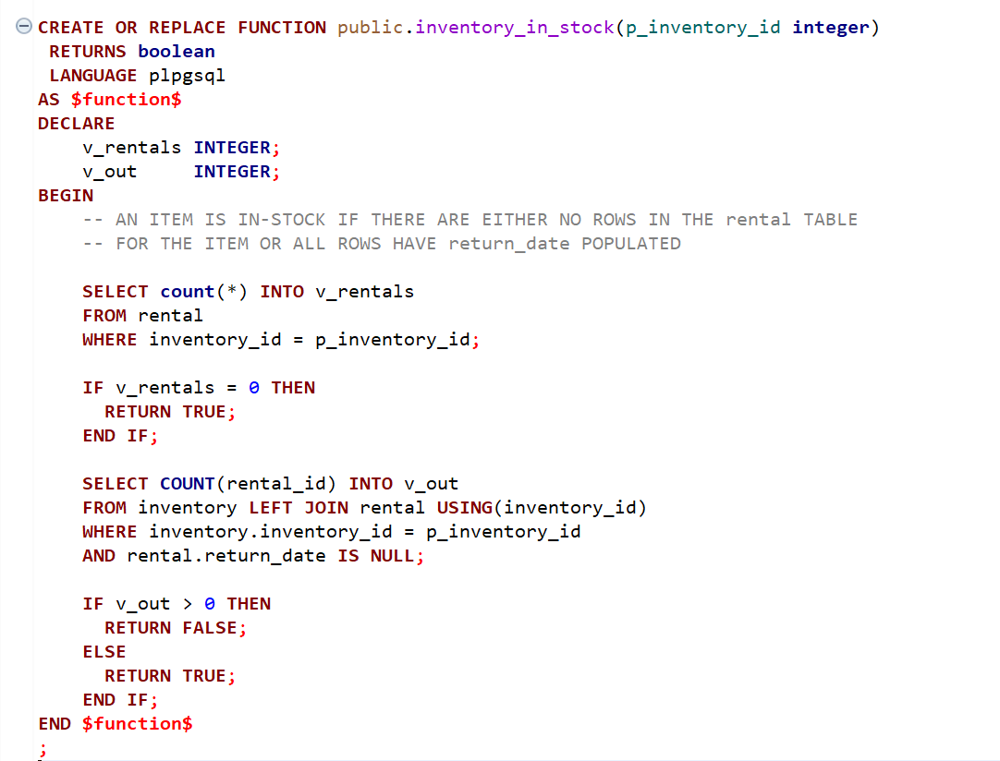 CREATE OR REPLACE FUNCTION public.inventory_in_stock(p_inventory_id integer)
 RETURNS boolean
 LANGUAGE plpgsql
AS $function$
DECLARE
    v_rentals INTEGER;
    v_out     INTEGER;
BEGIN
    -- AN ITEM IS IN-STOCK IF THERE ARE EITHER NO ROWS IN THE rental TABLE
    -- FOR THE ITEM OR ALL ROWS HAVE return_date POPULATED

    SELECT count(*) INTO v_rentals
    FROM rental
    WHERE inventory_id = p_inventory_id;

    IF v_rentals = 0 THEN
      RETURN TRUE;
    END IF;

    SELECT COUNT(rental_id) INTO v_out
    FROM inventory LEFT JOIN rental USING(inventory_id)
    WHERE inventory.inventory_id = p_inventory_id
    AND rental.return_date IS NULL;

    IF v_out > 0 THEN
      RETURN FALSE;
    ELSE
      RETURN TRUE;
    END IF;
END $function$
;